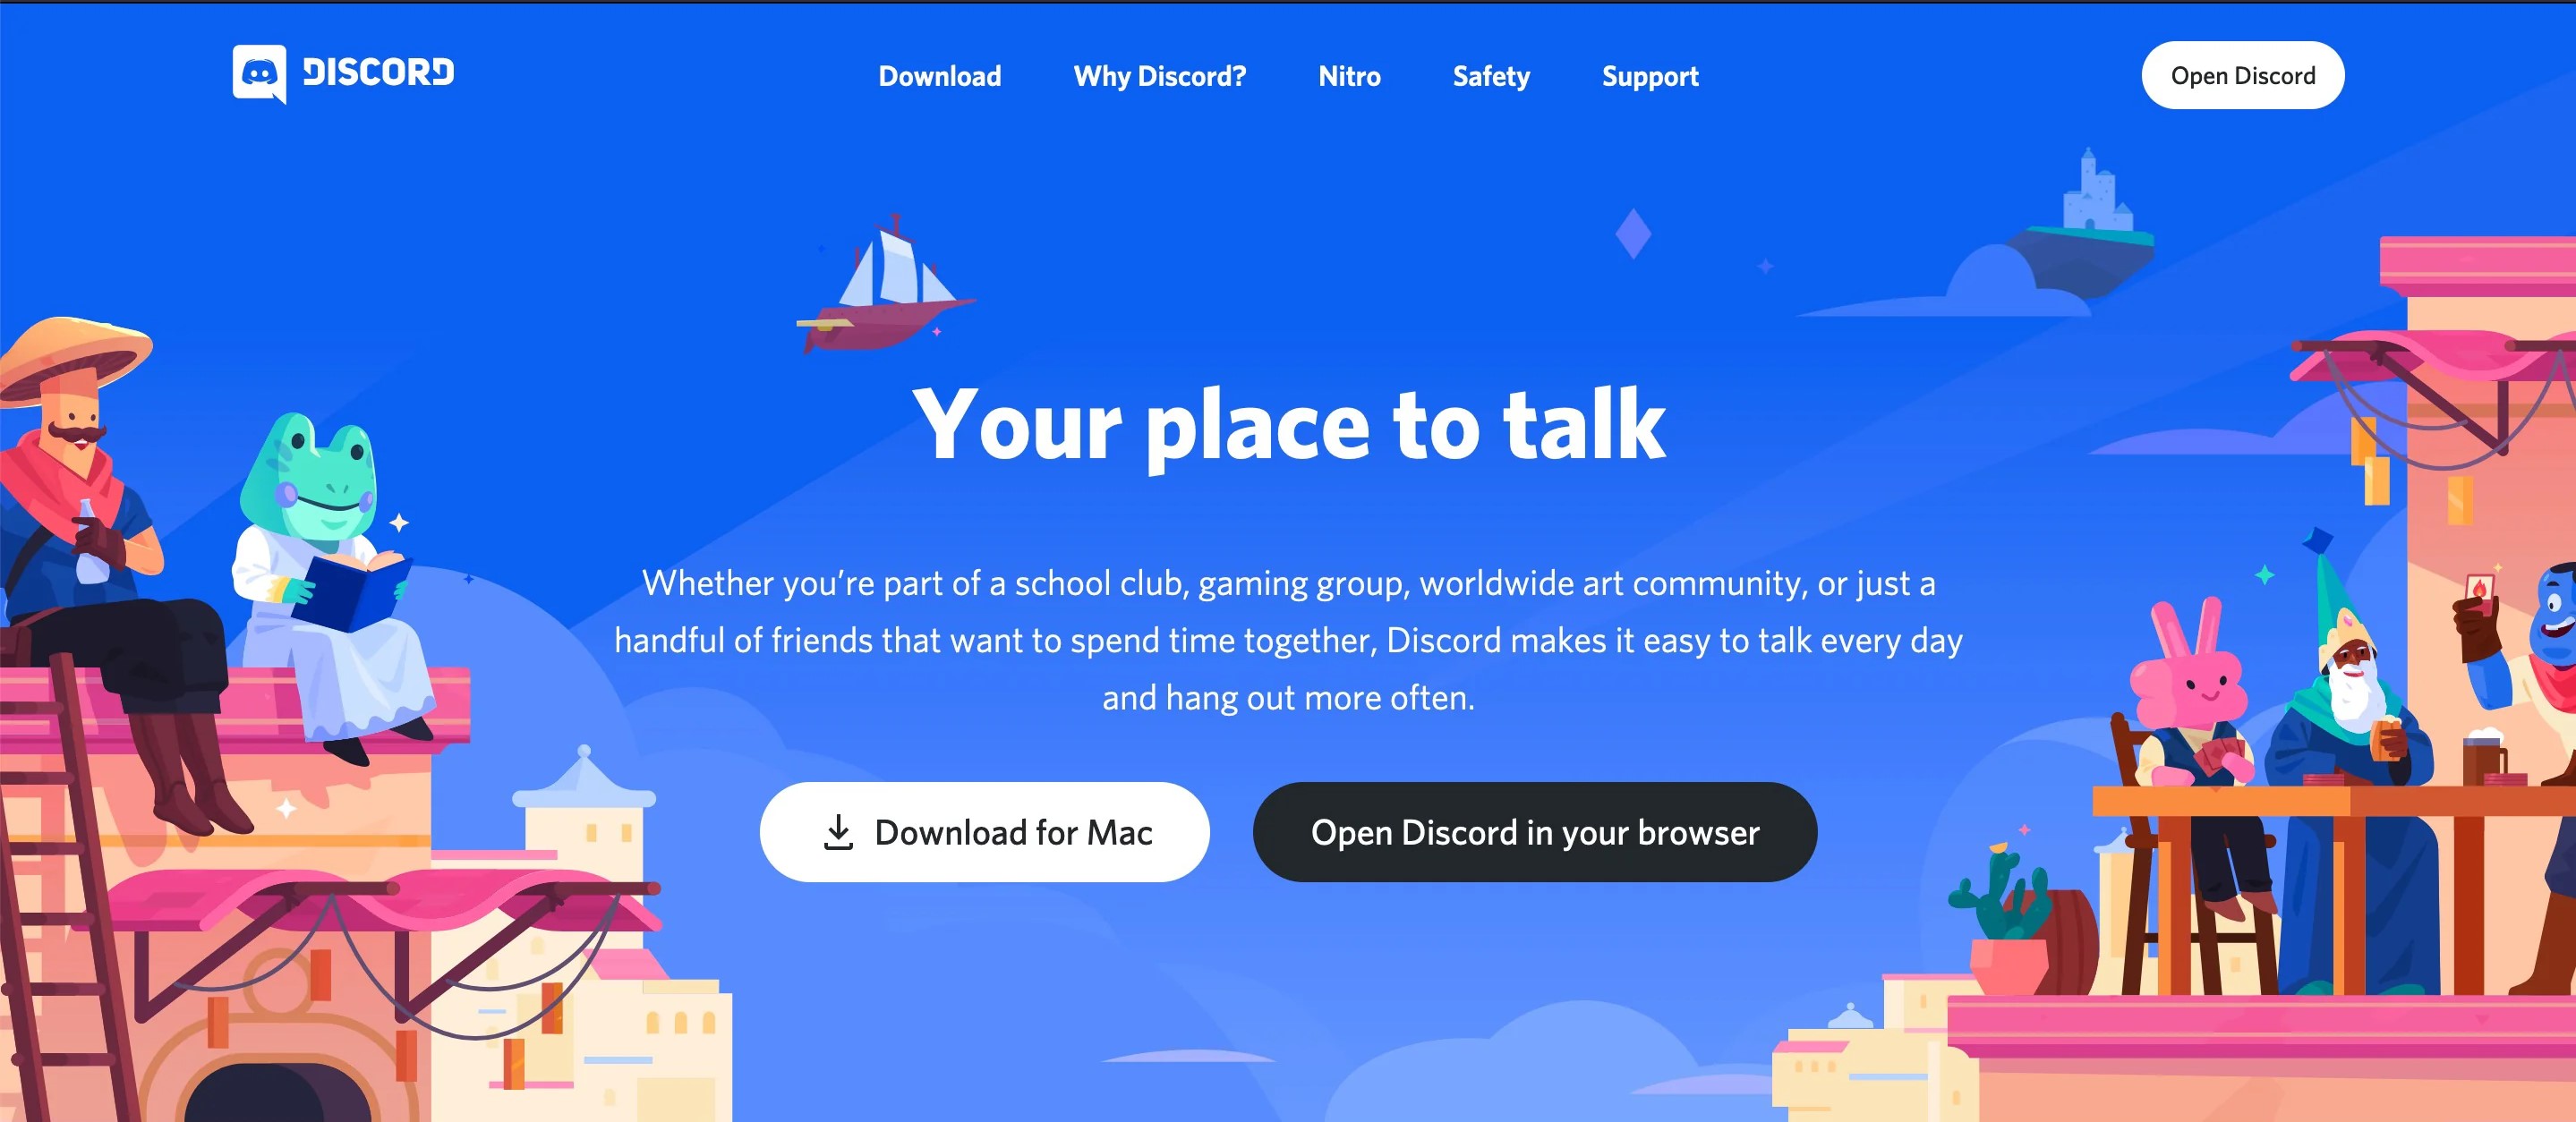 DISCORD
Download
Why Discord?
Nitro
Safety
Support
Open Discord
Your place to talk
Whether you’re part of a school club, gaming group, worldwide art community, or just a
handful of friends that want to spend time together, Discord makes it easy to talk every day
and hang out more often.
Download for Mac
Open Discord in your browser